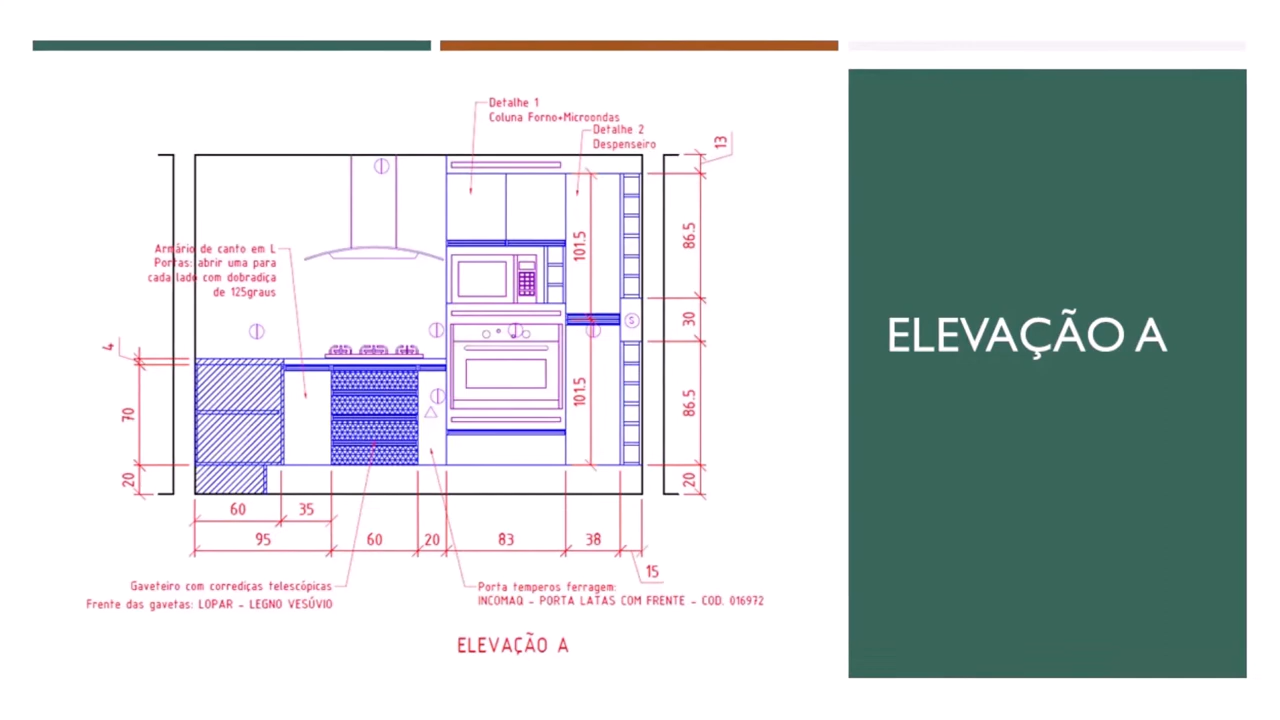 Detalhe 1
Coluna Forno+Microondas
Detalhe 2
Despenseiro
13
Armário de canto em L
Portas: abrir uma para
cada lado com dobradiça
de 125graus
101.5
86.5
30
S
4
70
20
101.5
86.5
20
60
35
95
60
20
83
38
15
Gaveteiro com corrediças telescópicas
Frente das gavetas: LOPAR - LEGNO VESÚVIO
Porta temperos ferragem:
INCOMAQ - PORTA LATAS COM FRENTE - COD. 016972
ELEVAÇÃO A
ELEVAÇÃO A